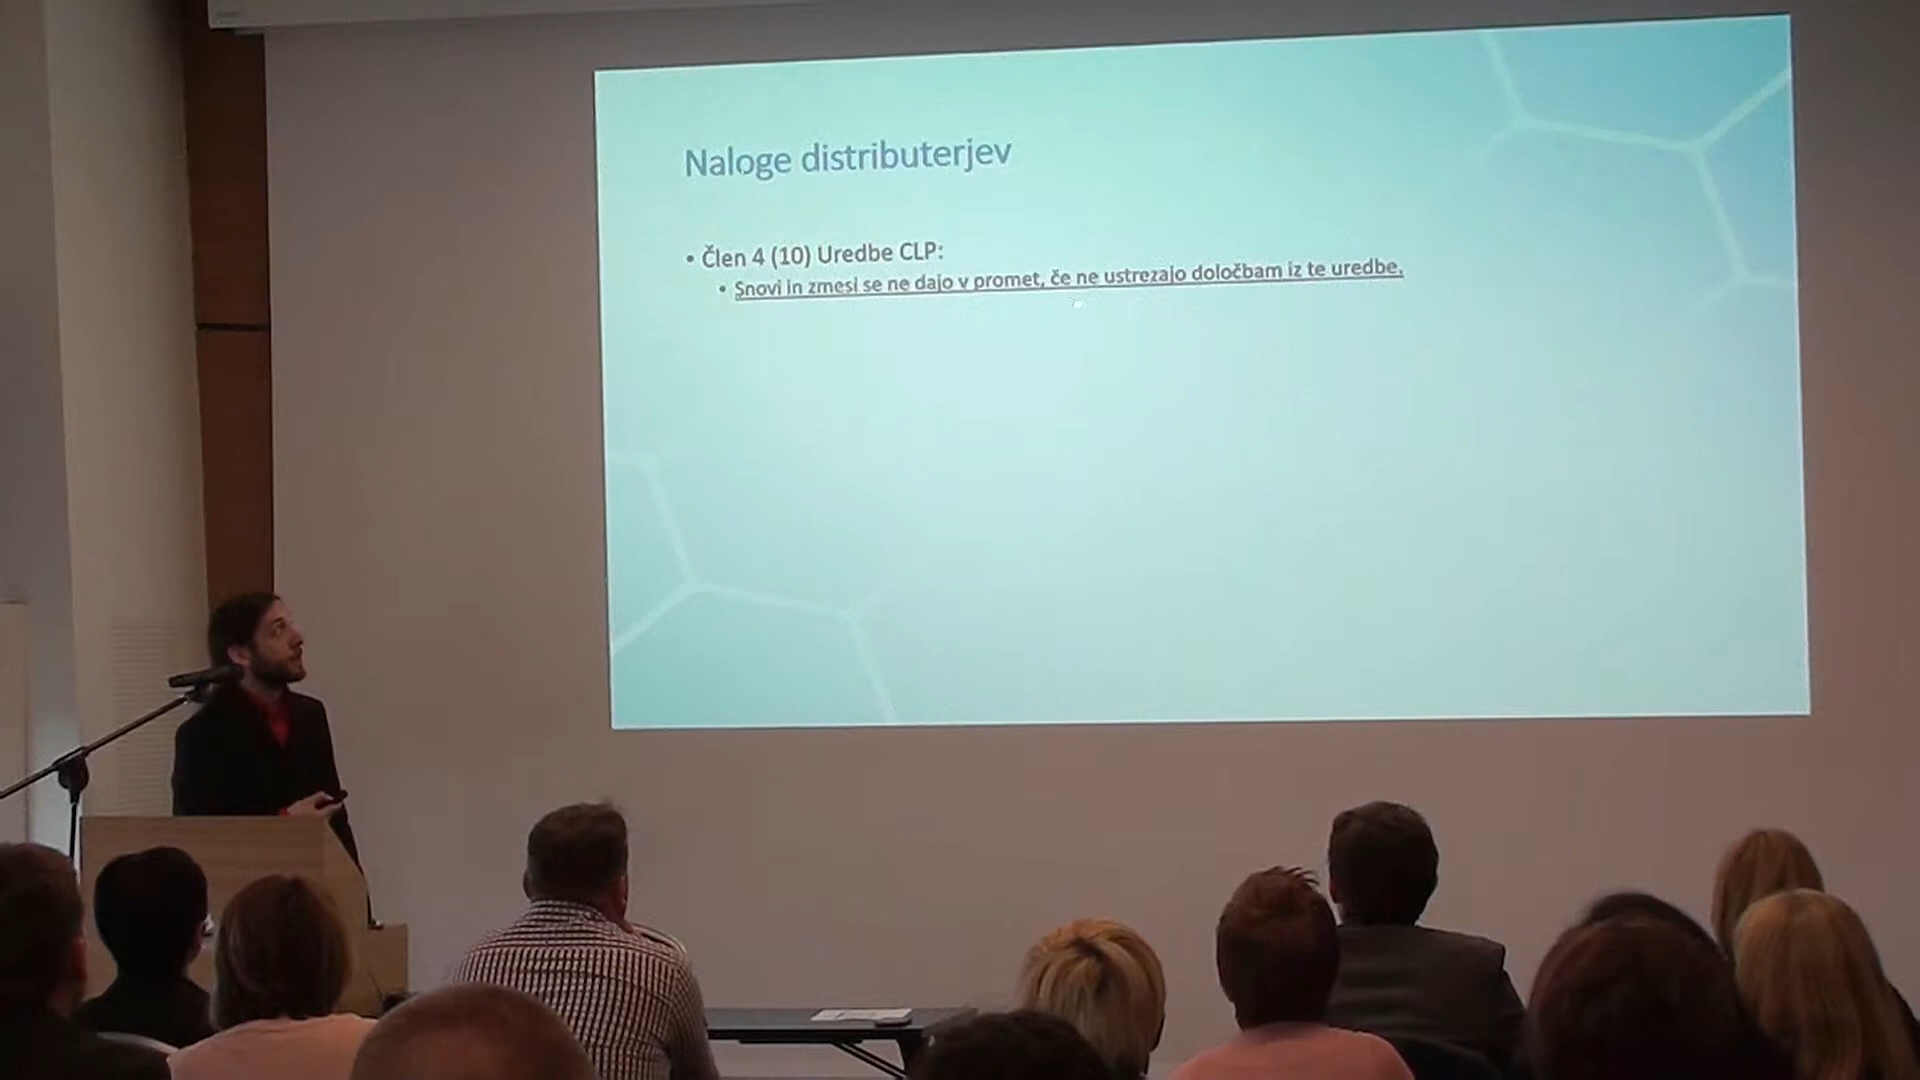 Naloge distributerjev
• Člen 4 (10) Uredbe CLP:
• Snovi in zmesi se ne dajo v promet, če ne ustrezajo določbam iz te uredbe.